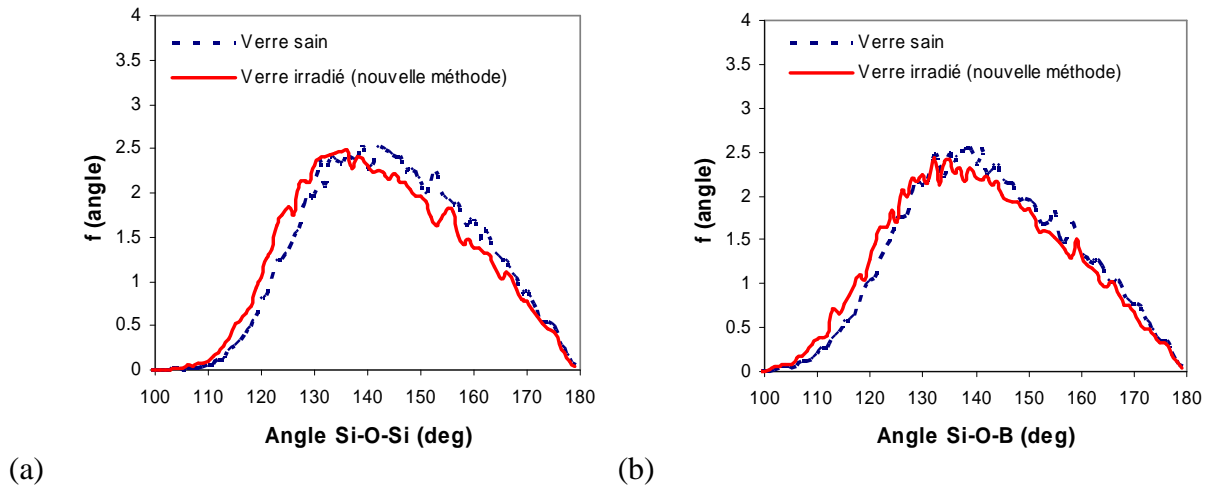 4
3.5
3
2.5
2
1.5
1
0.5
0
f (angle)
Verre sain
Verre irradié (nouvelle méthode)
100 110 120 130 140 150 160 170 180
Angle Si-O-Si (deg)
(a)
4
3.5
3
2.5
2
1.5
1
0.5
0
f (angle)
Verre sain
Verre irradié (nouvelle méthode)
100 110 120 130 140 150 160 170 180
Angle Si-O-B (deg)
(b)